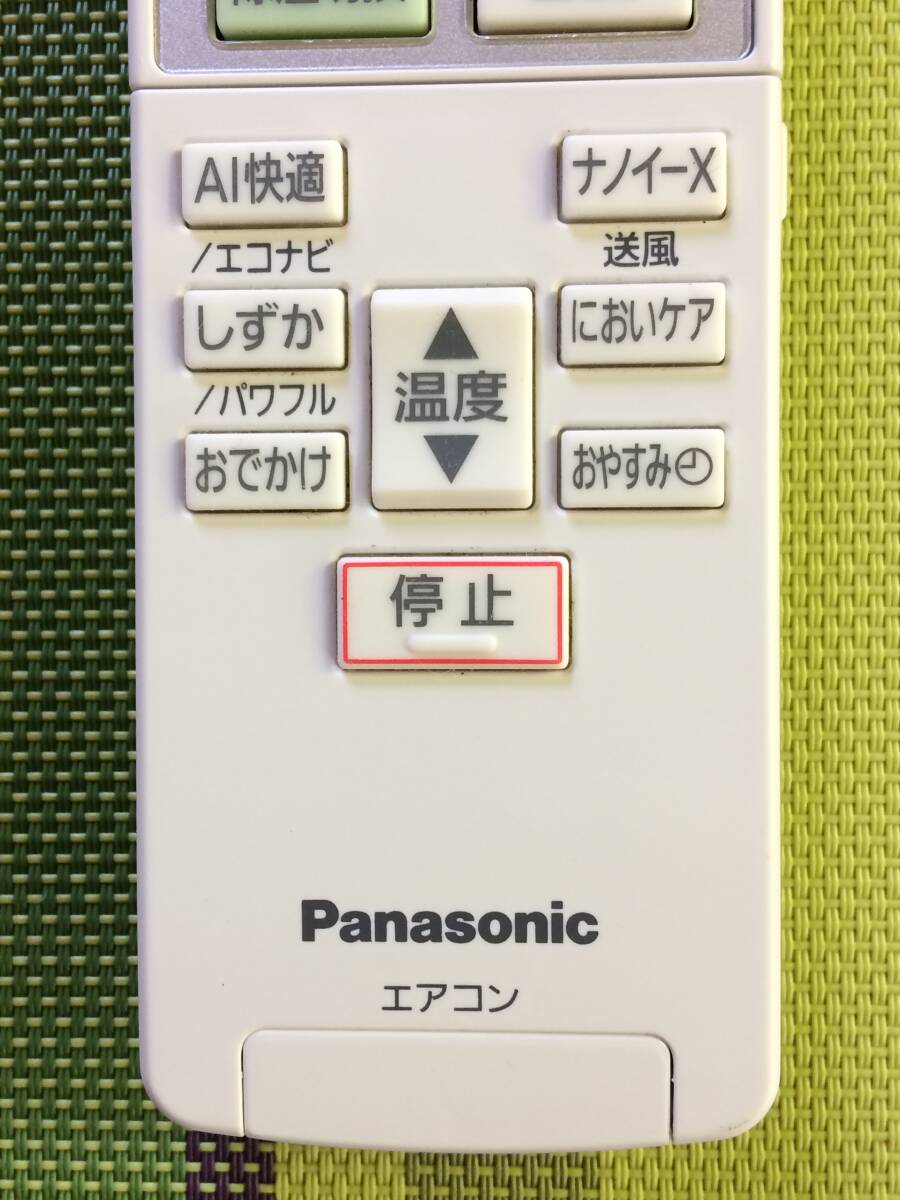 AI快適
ナノイーX
/エコナビ
送風
しずか
においケア
温度
/パワフル
おでかけ
おやすみ
停止
Panasonic
エアコン